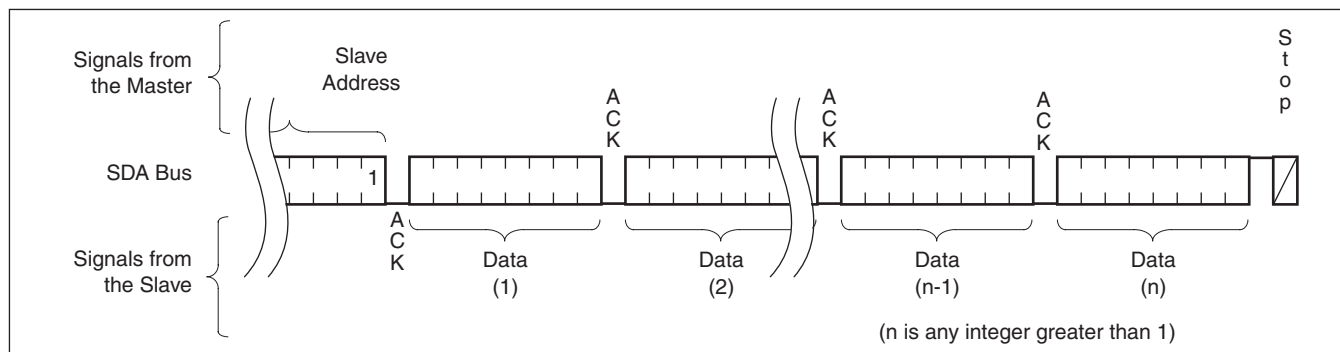 Signals from
the Master
Slave
Address
A
C
K
A
C
K
A
C
K
S
t
o
p
SDA Bus
1
A
C
K
Signals from
the Slave
Data
(1)
Data
(2)
Data
(n-1)
Data
(n)
(n is any integer greater than 1)